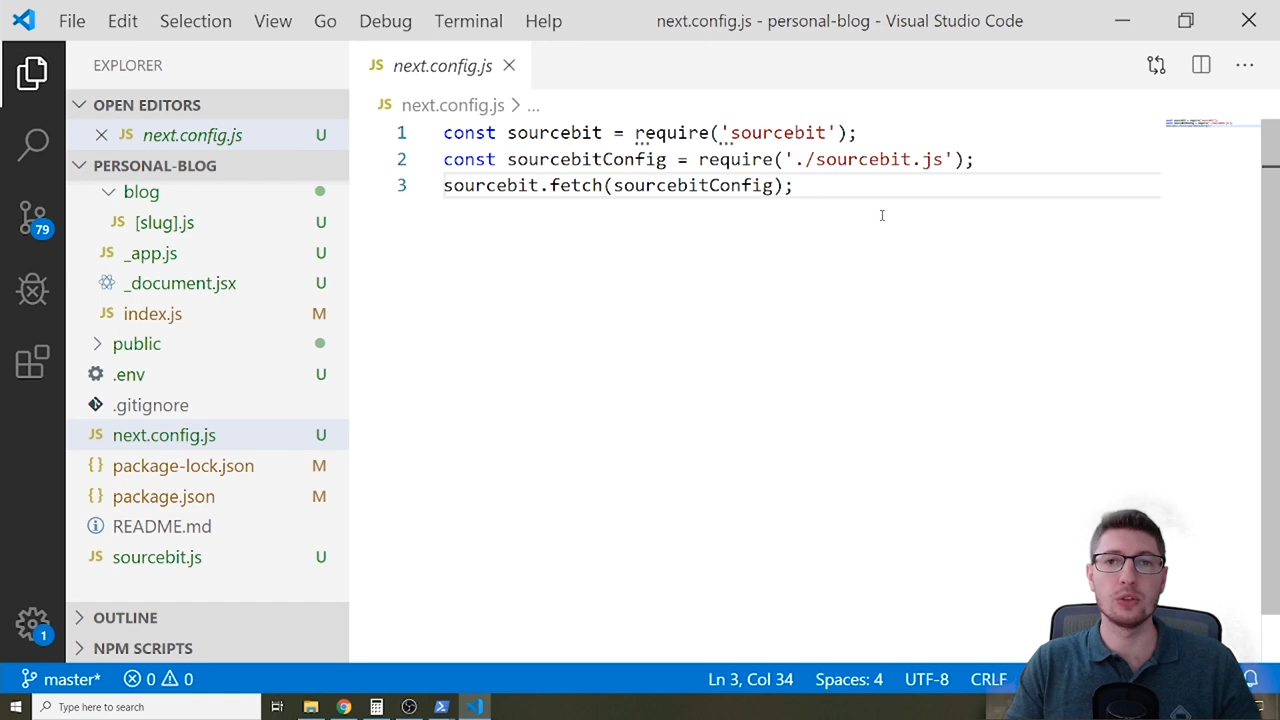 File Edit Selection View Go Debug Terminal Help next.config.js - personal-blog - Visual Studio Code
EXPLORER
JS next.config.js
OPEN EDITORS
JS next.config.js > ...
JS next.config.js U
1 const sourcebit = require('sourcebit');
2 const sourcebitConfig = require('./sourcebit.js');
3 sourcebit.fetch(sourcebitConfig);
PERSONAL-BLOG
blog
JS [slug].js U
79
JS _app.js U
_document.jsx U
JS index.js M
public
.env U
.gitignore
JS next.config.js U
{} package-lock.json M
{} package.json M
README.md
JS sourcebit.js U
OUTLINE
1
NPM SCRIPTS
master* 0 0 Ln 3, Col 34 Spaces: 4 UTF-8 CRLF
Type here to search